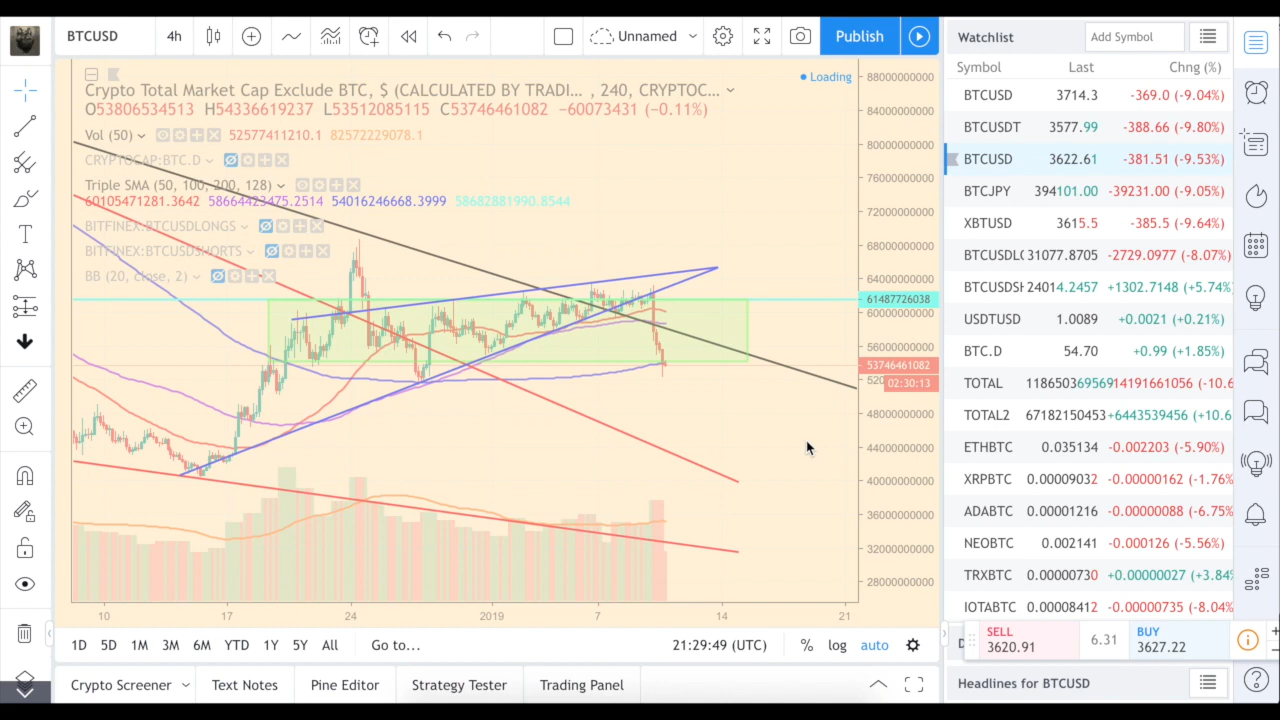 BTCUSD 4h Unnamed Publish
Watchlist Add Symbol
Symbol Last Chng (%)
Loading
Crypto Total Market Cap Exclude BTC, $ (CALCULATED BY TRADI... , 240, CRYPTOC...
O53806534513 H54336619237 L53512085115 C53746461082 −60073431 (−0.11%)
Vol (50) 52577411210.1 82572229078.1
CRYPTOCAP:BTC.D
Triple SMA (50, 100, 200, 128)
60105471281.3642 58664423475.2514 54016246668.3999 58682881990.8544
BITFINEX:BTCUSDLONGS
BITFINEX:BTCUSDSHORTS
BB (20, close, 2)
88000000000
84000000000
80000000000
76000000000
72000000000
68000000000
64000000000
61487726038
60000000000
56000000000
53746461082
02:30:13
48000000000
44000000000
40000000000
36000000000
32000000000
28000000000
10 17 24 2019 7 14 21
BTCUSD 3714.3 -369.0 (-9.04%)
BTCUSDT 3577.99 -388.66 (-9.80%)
BTCUSD 3622.61 -381.51 (-9.53%)
BTCJPY 394101.00 -39231.00 (-9.05%)
XBTUSD 3615.5 -385.5 (-9.64%)
BTCUSDL( 31077.8705 -2729.0977 (-8.07%)
BTCUSDSH 24014.2457 +1302.7148 (+5.74%
USDTUSD 1.0089 +0.0021 (+0.21%)
BTC.D 54.70 +0.99 (+1.85%)
TOTAL 118650369569 14191661056 (-10.6
TOTAL2 67182150453 +6443539456 (+10.6
ETHBTC 0.035134 -0.002203 (-5.90%)
XRPBTC 0.00009032 -0.00000162 (-1.76%
ADABTC 0.00001216 -0.00000088 (-6.75%
NEOBTC 0.002141 -0.000126 (-5.56%)
TRXBTC 0.00000730 +0.00000027 (+3.84%
IOTABTC 0.00008412 -0.00000735 (-8.04%
SELL 3620.91 6.31 BUY 3627.22
1D 5D 1M 3M 6M YTD 1Y 5Y All Go to... 21:29:49 (UTC) % log auto
Crypto Screener Text Notes Pine Editor Strategy Tester Trading Panel
Headlines for BTCUSD